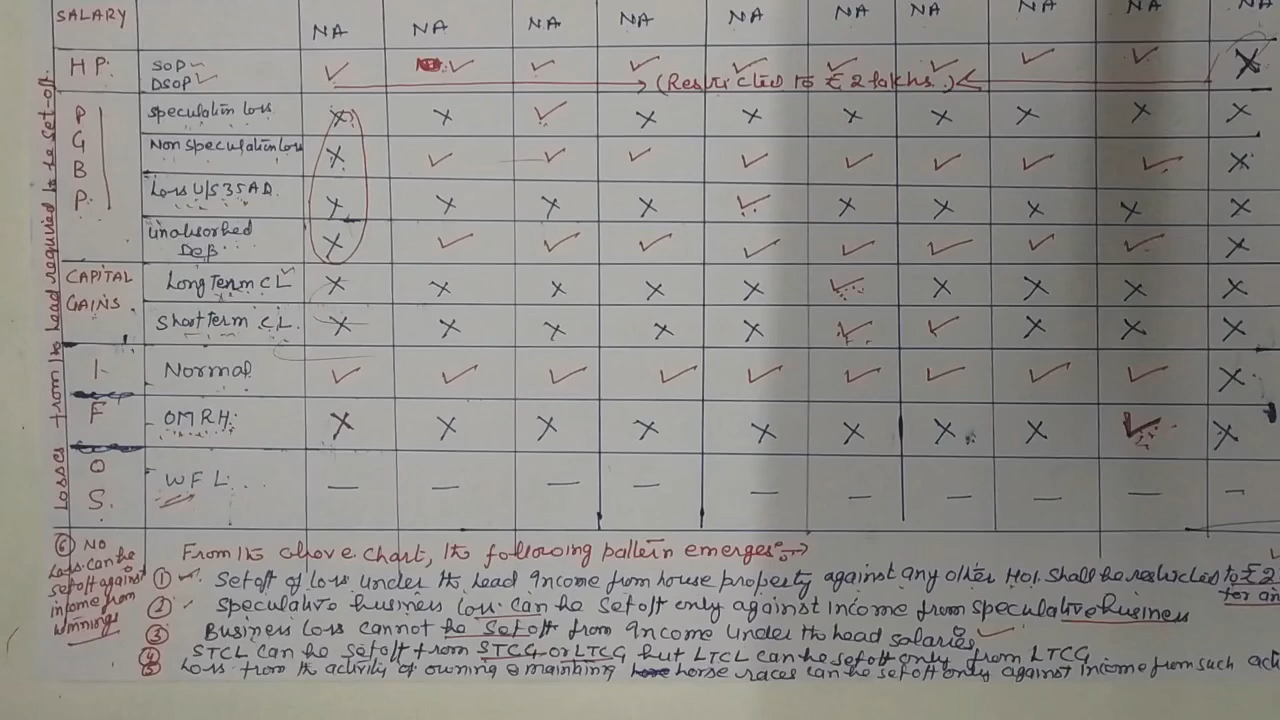 SALARY NA NA NA NA NA NA NA NA NA NA
HP: SOP
DSOP → (Restricted to ₹ 2 lakhs.) ←
Losses from the head required to be set-off.
P G B P. Speculation loss
Non Speculation loss
Loss U/S 35 AD.
Unabsorbed Dep.
CAPITAL GAINS. Long Term CL
Short term C.L.
I F O S. Normal
OMRH:
WFL:
⑥ No loss can be setoff against income from winnings
From the above chart, the following pattern emerges :→
① Setoff of loss under the head Income from house property against any other HOI shall be restricted to ₹ 2
② Speculative business loss can be setoff only against income from speculative business
③ Business loss cannot be setoff from income under the head salaries
④ STCL can be setoff from STCG or LTCG but LTCL can be setoff only from LTCG
⑤ Loss from the activity of owning & maintaining horse races can be setoff only against income from such acti